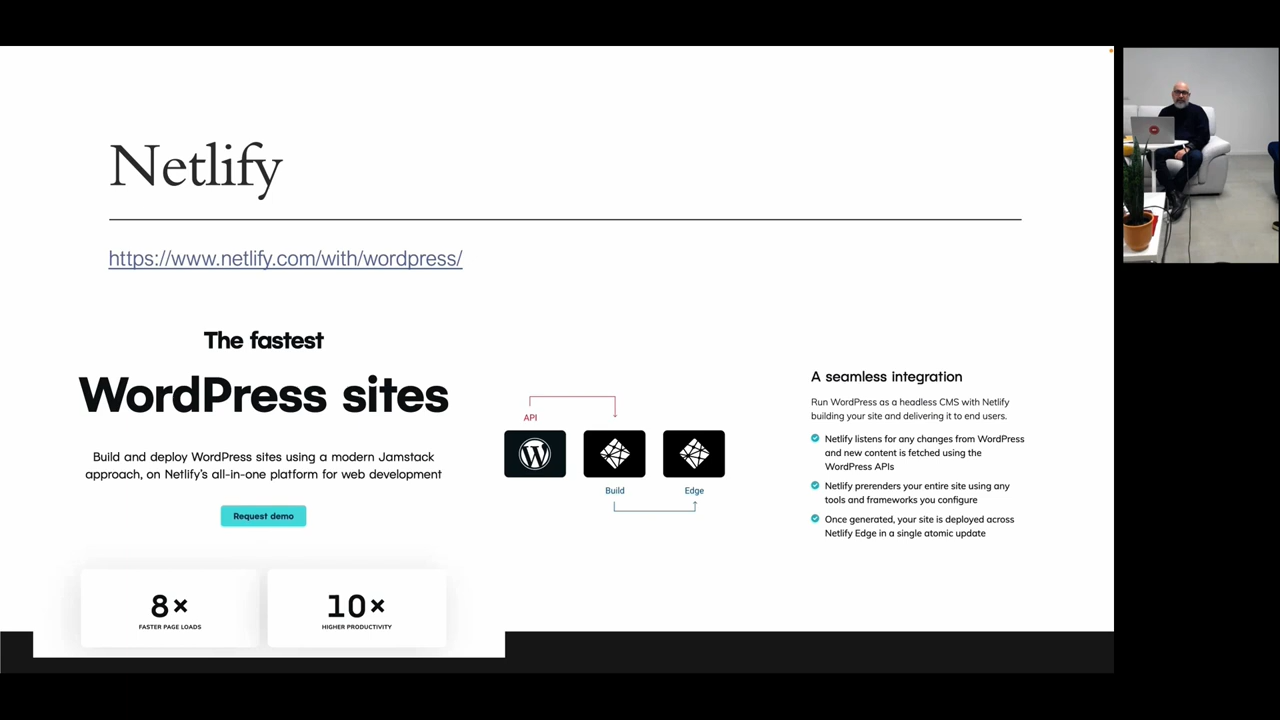 Netlify
https://www.netlify.com/with/wordpress/
The fastest
WordPress sites
Build and deploy WordPress sites using a modern Jamstack
approach, on Netlify's all-in-one platform for web development
Request demo
8×
FASTER PAGE LOADS
10×
HIGHER PRODUCTIVITY
API
Build
Edge
A seamless integration
Run WordPress as a headless CMS with Netlify
building your site and delivering it to end users.
Netlify listens for any changes from WordPress
and new content is fetched using the
WordPress APIs
Netlify prerenders your entire site using any
tools and frameworks you configure
Once generated, your site is deployed across
Netlify Edge in a single atomic update